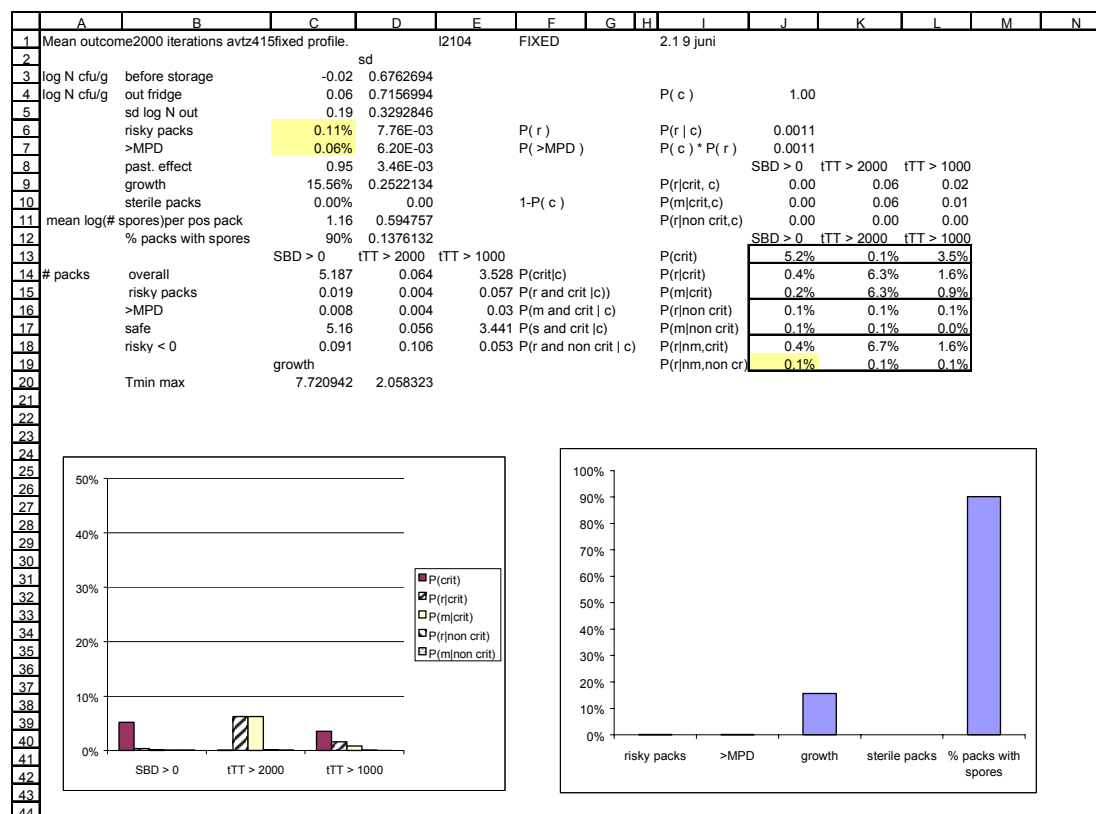 A B C D E F G H I J K L M N
1 Mean outcome2000 iterations avtz415fixed profile. I2104 FIXED 2.1 9 juni
2 sd
3 log N cfu/g before storage -0.02 0.6762694
4 log N cfu/g out fridge 0.06 0.7156994 P( c ) 1.00
5 sd log N out 0.19 0.3292846
6 risky packs 0.11% 7.76E-03 P( r ) P(r | c) 0.0011
7 >MPD 0.06% 6.20E-03 P( >MPD ) P( c ) * P( r ) 0.0011
8 past. effect 0.95 3.46E-03 SBD > 0 tTT > 2000 tTT > 1000
9 growth 15.56% 0.2522134 P(r|crit, c) 0.00 0.06 0.02
10 sterile packs 0.00% 0.00 1-P( c ) P(m|crit,c) 0.00 0.06 0.01
11 mean log(# spores)per pos pack 1.16 0.594757 P(r|non crit,c) 0.00 0.00 0.00
12 % packs with spores 90% 0.1376132 SBD > 0 tTT > 2000 tTT > 1000
13 SBD > 0 tTT > 2000 tTT > 1000 P(crit) 5.2% 0.1% 3.5%
14 # packs overall 5.187 0.064 3.528 P(crit|c) P(r|crit) 0.4% 6.3% 1.6%
15 risky packs 0.019 0.004 0.057 P(r and crit |c)) P(m|crit) 0.2% 6.3% 0.9%
16 >MPD 0.008 0.004 0.03 P(m and crit | c) P(r|non crit) 0.1% 0.1% 0.1%
17 safe 5.16 0.056 3.441 P(s and crit |c) P(m|non crit) 0.1% 0.1% 0.0%
18 risky < 0 0.091 0.106 0.053 P(r and non crit | c) P(r|nm,crit) 0.4% 6.7% 1.6%
19 growth P(r|nm,non cr) 0.1% 0.1% 0.1%
20 Tmin max 7.720942 2.058323
21
22
23
24
25
26
27
28
29
30
31
32
33
34
35
36
37
38
39
40
41
42
43
44
50%
40%
30%
20%
10%
0%
SBD > 0 tTT > 2000 tTT > 1000
P(crit)
P(r|crit)
P(m|crit)
P(r|non crit)
P(m|non crit)
100%
90%
80%
70%
60%
50%
40%
30%
20%
10%
0%
risky packs >MPD growth sterile packs % packs with
spores